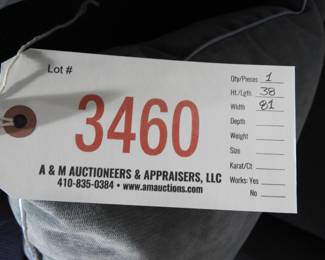 Lot #
3460
A & M AUCTIONEERS & APPRAISERS, LLC
410-835-0384 • www.amauctions.com
Qty/Pieces 1
Ht./Lgth 38
Width 81
Depth
Weight
Size
Karat/Ct
Works: Yes
No